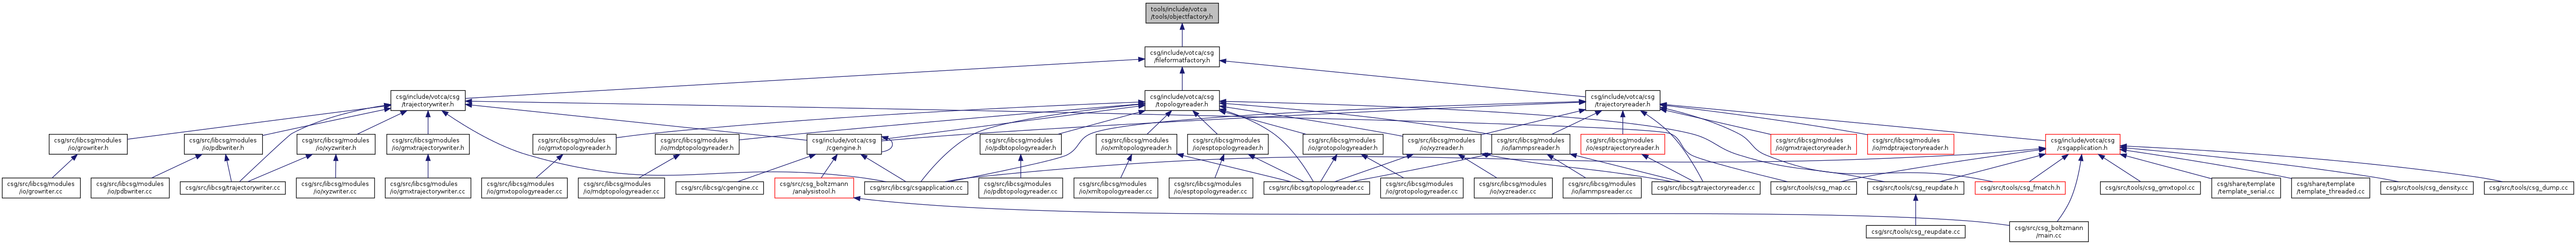 tools/include/votca
/tools/objectfactory.h
csg/include/votca/csg
/fileformatfactory.h
csg/include/votca/csg
/trajectorywriter.h
csg/include/votca/csg
/topologyreader.h
csg/include/votca/csg
/trajectoryreader.h
csg/src/libcsg/modules
/io/growriter.h
csg/src/libcsg/modules
/io/pdbwriter.h
csg/src/libcsg/modules
/io/xyzwriter.h
csg/src/libcsg/modules
/io/gmxtrajectorywriter.h
csg/src/libcsg/modules
/io/gmxtopologyreader.h
csg/src/libcsg/modules
/io/mdptopologyreader.h
csg/include/votca/csg
/cgengine.h
csg/src/libcsg/modules
/io/pdbtopologyreader.h
csg/src/libcsg/modules
/io/xmltopologyreader.h
csg/src/libcsg/modules
/io/esptopologyreader.h
csg/src/libcsg/modules
/io/grotopologyreader.h
csg/src/libcsg/modules
/io/xyzreader.h
csg/src/libcsg/modules
/io/lammpsreader.h
csg/src/libcsg/modules
/io/esptrajectoryreader.h
csg/src/libcsg/modules
/io/gmxtrajectoryreader.h
csg/src/libcsg/modules
/io/mdptrajectoryreader.h
csg/include/votca/csg
/csgapplication.h
csg/src/libcsg/modules
/io/growriter.cc
csg/src/libcsg/modules
/io/pdbwriter.cc
csg/src/libcsg/trajectorywriter.cc
csg/src/libcsg/modules
/io/xyzwriter.cc
csg/src/libcsg/modules
/io/gmxtrajectorywriter.cc
csg/src/libcsg/modules
/io/gmxtopologyreader.cc
csg/src/libcsg/modules
/io/mdptopologyreader.cc
csg/src/libcsg/cgengine.cc
csg/src/csg_boltzmann
/analysistool.h
csg/src/libcsg/csgapplication.cc
csg/src/libcsg/modules
/io/pdbtopologyreader.cc
csg/src/libcsg/modules
/io/xmltopologyreader.cc
csg/src/libcsg/modules
/io/esptopologyreader.cc
csg/src/libcsg/topologyreader.cc
csg/src/libcsg/modules
/io/grotopologyreader.cc
csg/src/libcsg/modules
/io/xyzreader.cc
csg/src/libcsg/modules
/io/lammpsreader.cc
csg/src/libcsg/trajectoryreader.cc
csg/src/tools/csg_map.cc
csg/src/tools/csg_reupdate.h
csg/src/tools/csg_fmatch.h
csg/src/tools/csg_gmxtopol.cc
csg/share/template
/template_serial.cc
csg/share/template
/template_threaded.cc
csg/src/tools/csg_density.cc
csg/src/tools/csg_dump.cc
csg/src/tools/csg_reupdate.cc
csg/src/csg_boltzmann
/main.cc